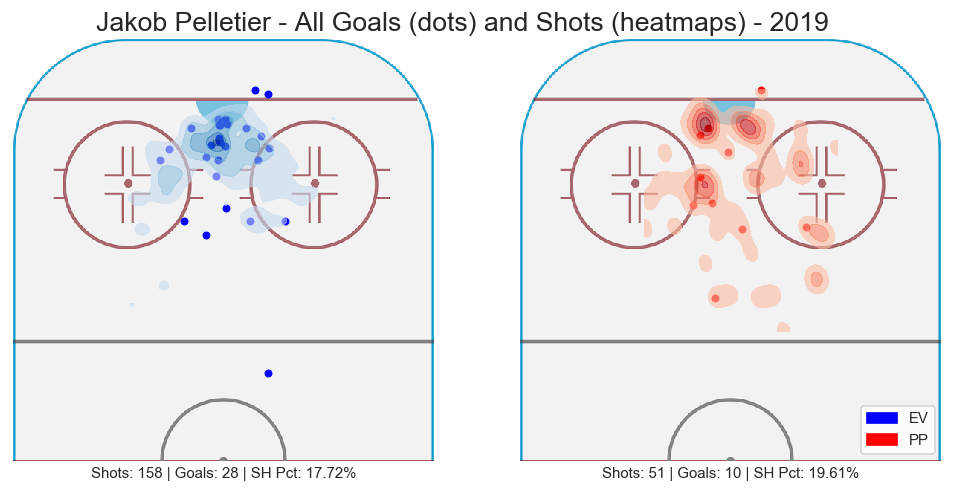 Jakob Pelletier - All Goals (dots) and Shots (heatmaps) - 2019
EV
PP
Shots: 158 | Goals: 28 | SH Pct: 17.72%
Shots: 51 | Goals: 10 | SH Pct: 19.61%